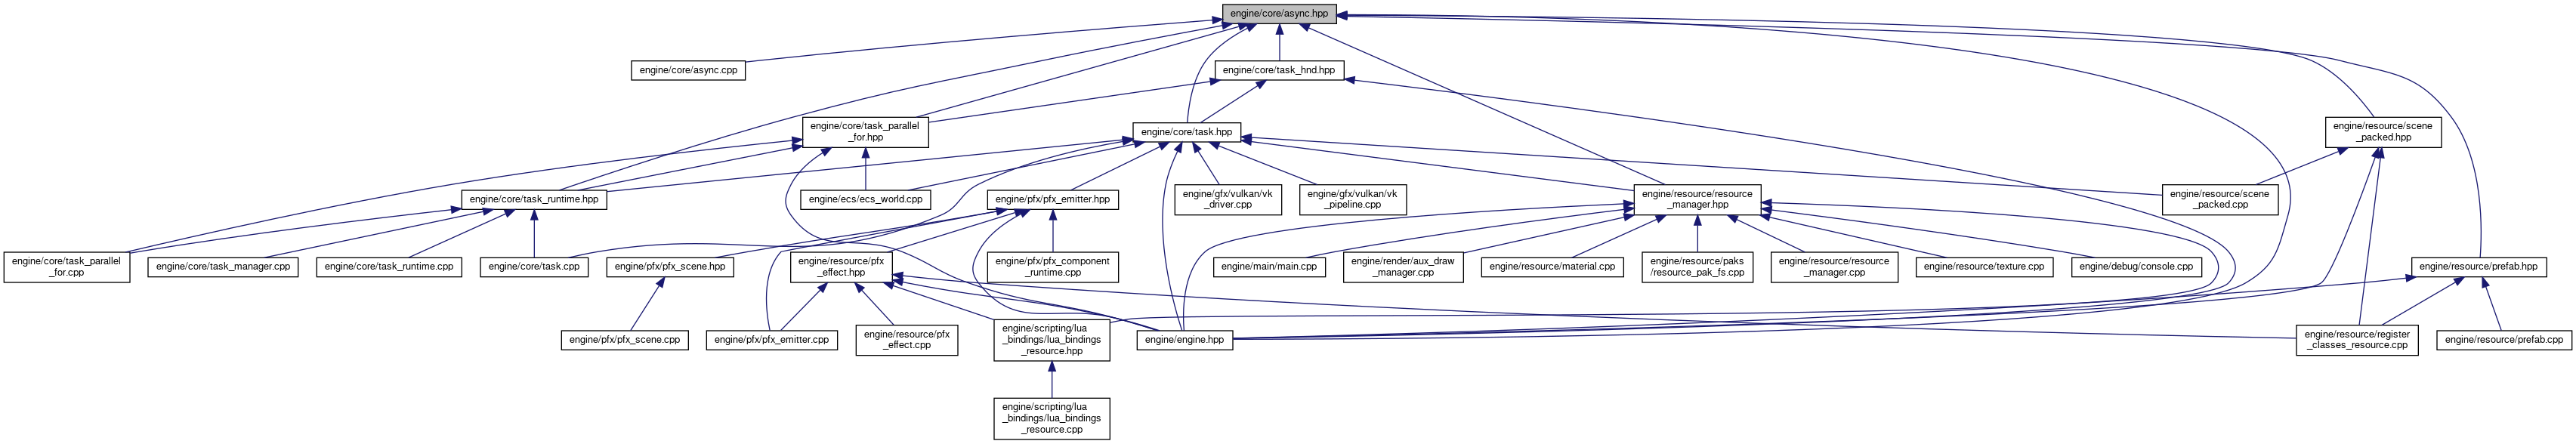 engine/core/async.hpp
engine/core/async.cpp
engine/core/task_hnd.hpp
engine/core/task_parallel
_for.hpp
engine/core/task.hpp
engine/resource/scene
_packed.hpp
engine/core/task_runtime.hpp
engine/ecs/ecs_world.cpp
engine/pfx/pfx_emitter.hpp
engine/gfx/vulkan/vk
_driver.cpp
engine/gfx/vulkan/vk
_pipeline.cpp
engine/resource/resource
_manager.hpp
engine/resource/scene
_packed.cpp
engine/core/task_parallel
_for.cpp
engine/core/task_manager.cpp
engine/core/task_runtime.cpp
engine/core/task.cpp
engine/pfx/pfx_scene.hpp
engine/resource/pfx
_effect.hpp
engine/pfx/pfx_component
_runtime.cpp
engine/main/main.cpp
engine/render/aux_draw
_manager.cpp
engine/resource/material.cpp
engine/resource/paks
/resource_pak_fs.cpp
engine/resource/resource
_manager.cpp
engine/resource/texture.cpp
engine/debug/console.cpp
engine/resource/prefab.hpp
engine/pfx/pfx_scene.cpp
engine/pfx/pfx_emitter.cpp
engine/resource/pfx
_effect.cpp
engine/scripting/lua
_bindings/lua_bindings
_resource.hpp
engine/engine.hpp
engine/resource/register
_classes_resource.cpp
engine/resource/prefab.cpp
engine/scripting/lua
_bindings/lua_bindings
_resource.cpp